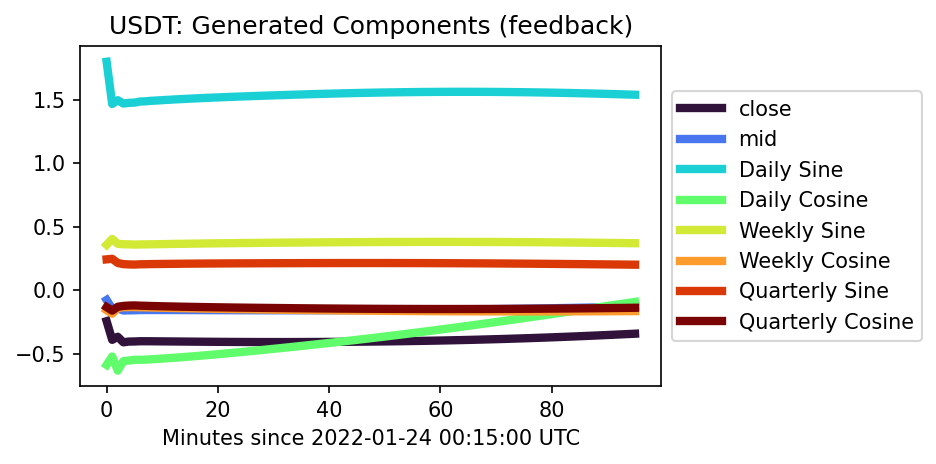 USDT: Generated Components (feedback)
1.5
1.0
0.5
0.0
−0.5
0 20 40 60 80
Minutes since 2022-01-24 00:15:00 UTC
close
mid
Daily Sine
Daily Cosine
Weekly Sine
Weekly Cosine
Quarterly Sine
Quarterly Cosine